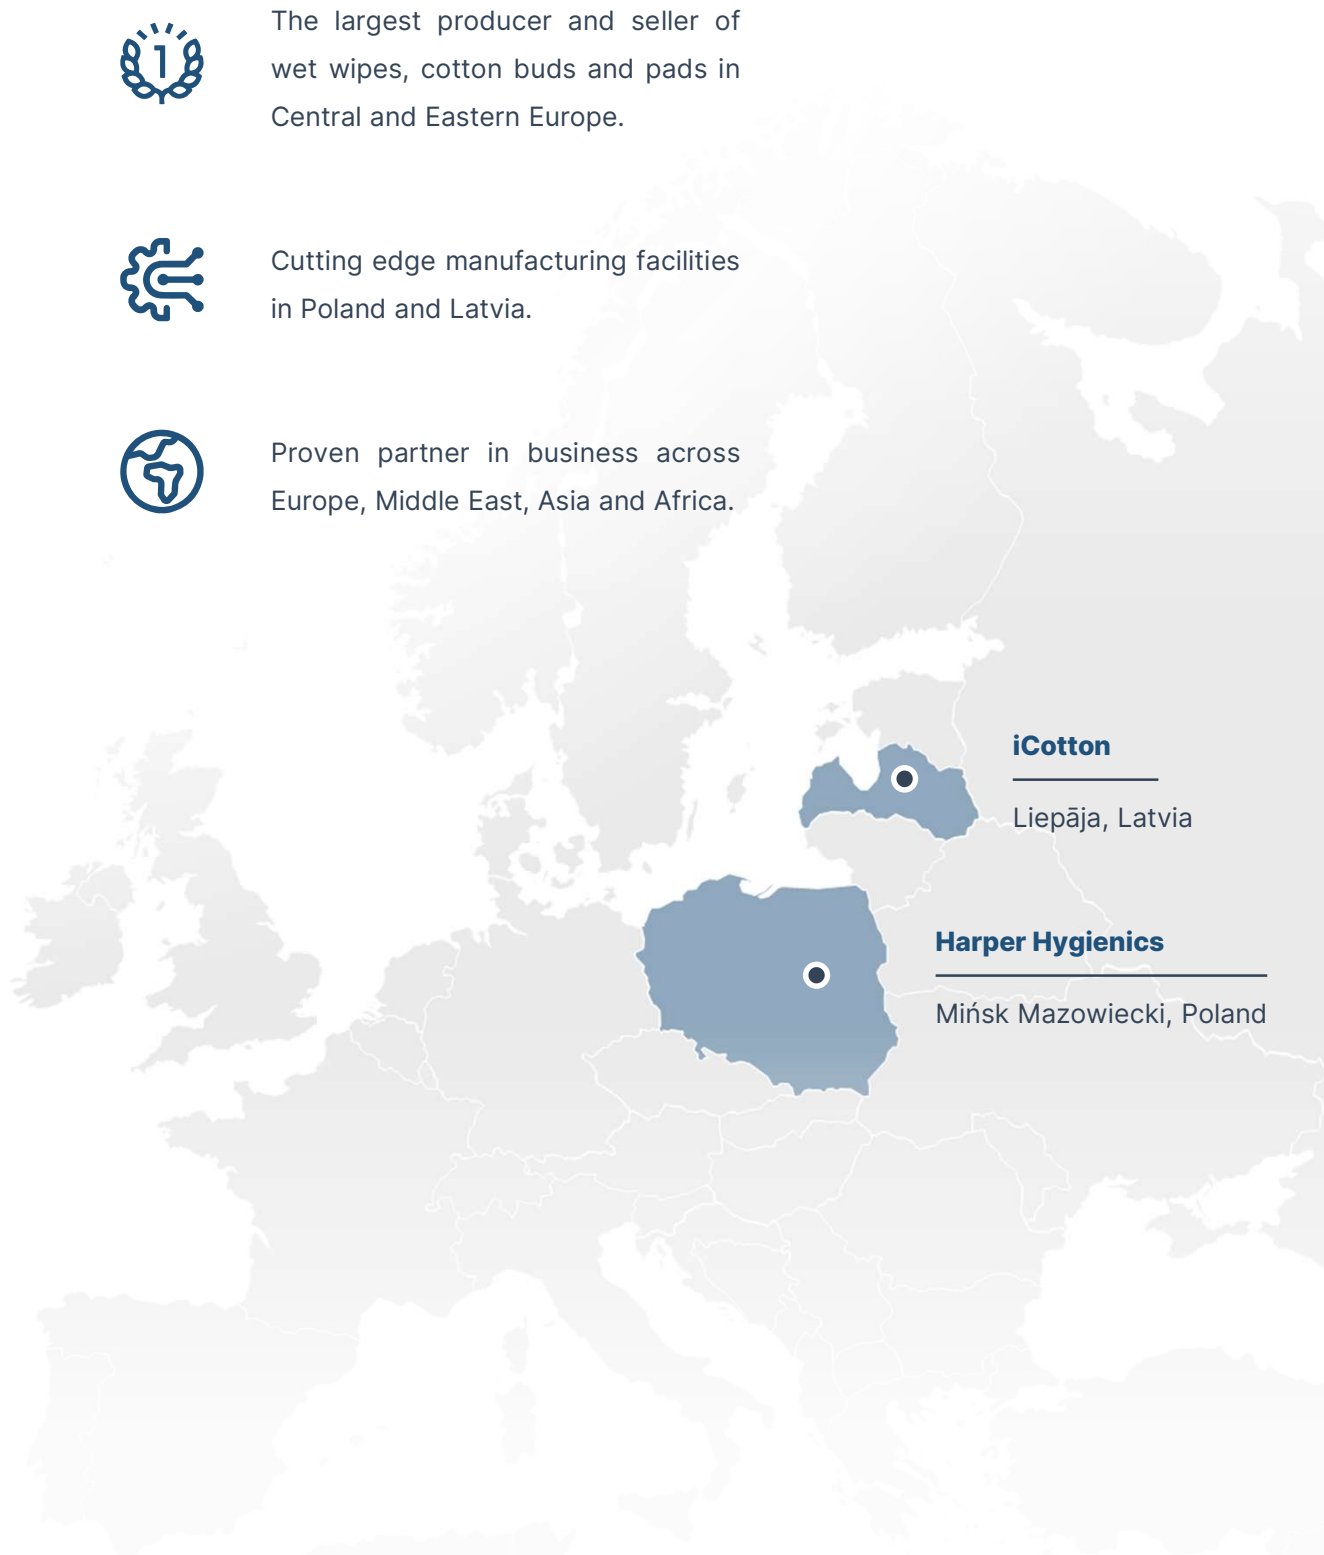 1
The largest producer and seller of
wet wipes, cotton buds and pads in
Central and Eastern Europe.
Cutting edge manufacturing facilities
in Poland and Latvia.
Proven partner in business across
Europe, Middle East, Asia and Africa.
iCotton
Liepāja, Latvia
Harper Hygienics
Mińsk Mazowiecki, Poland